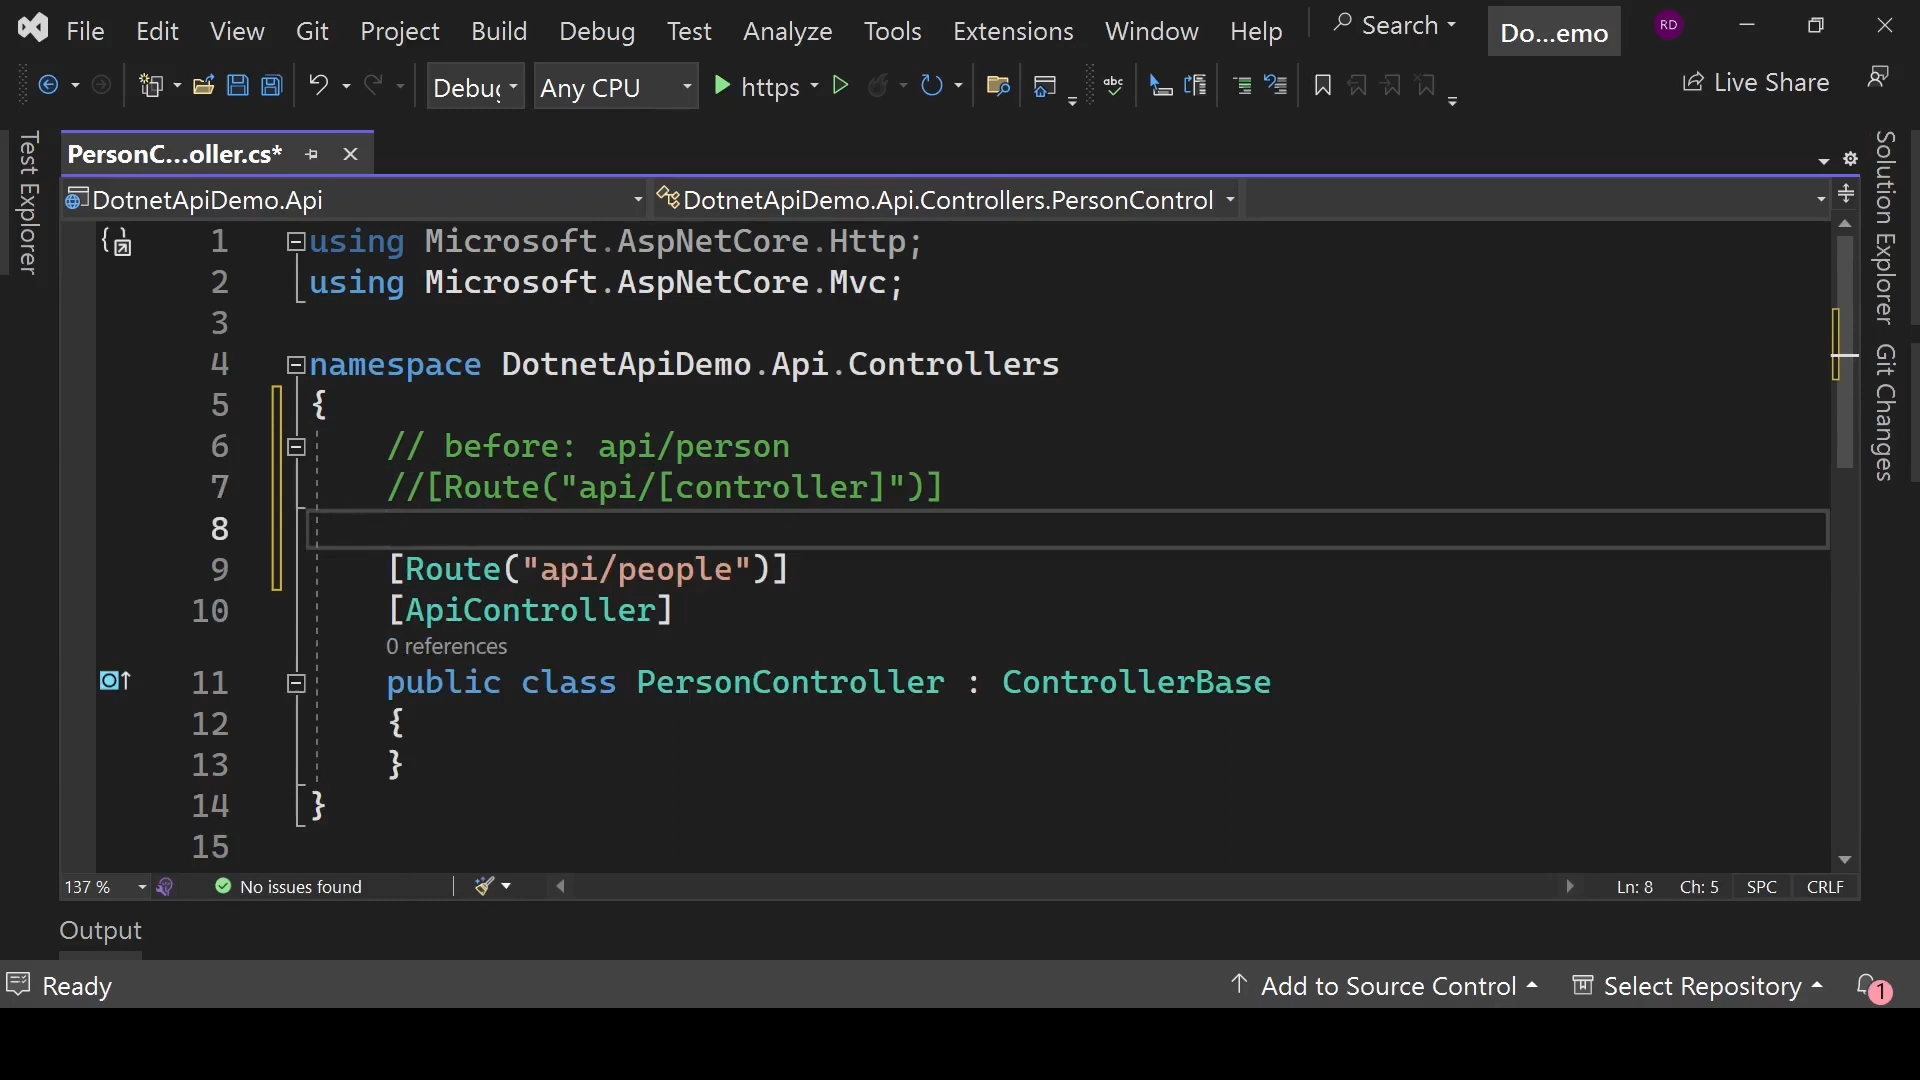 File Edit View Git Project Build Debug Test Analyze Tools Extensions Window Help Search Do...emo RD
Debug Any CPU https abc Live Share
Test Explorer
PersonC...oller.cs*
DotnetApiDemo.Api DotnetApiDemo.Api.Controllers.PersonControl
1 using Microsoft.AspNetCore.Http;
2 using Microsoft.AspNetCore.Mvc;
3
4 namespace DotnetApiDemo.Api.Controllers
5 {
6 // before: api/person
7 //[Route("api/[controller]")]
8
9 [Route("api/people")]
10 [ApiController]
0 references
11 public class PersonController : ControllerBase
12 {
13 }
14 }
15
Solution Explorer
Git Changes
137 % No issues found Ln: 8 Ch: 5 SPC CRLF
Output
Ready Add to Source Control Select Repository 1